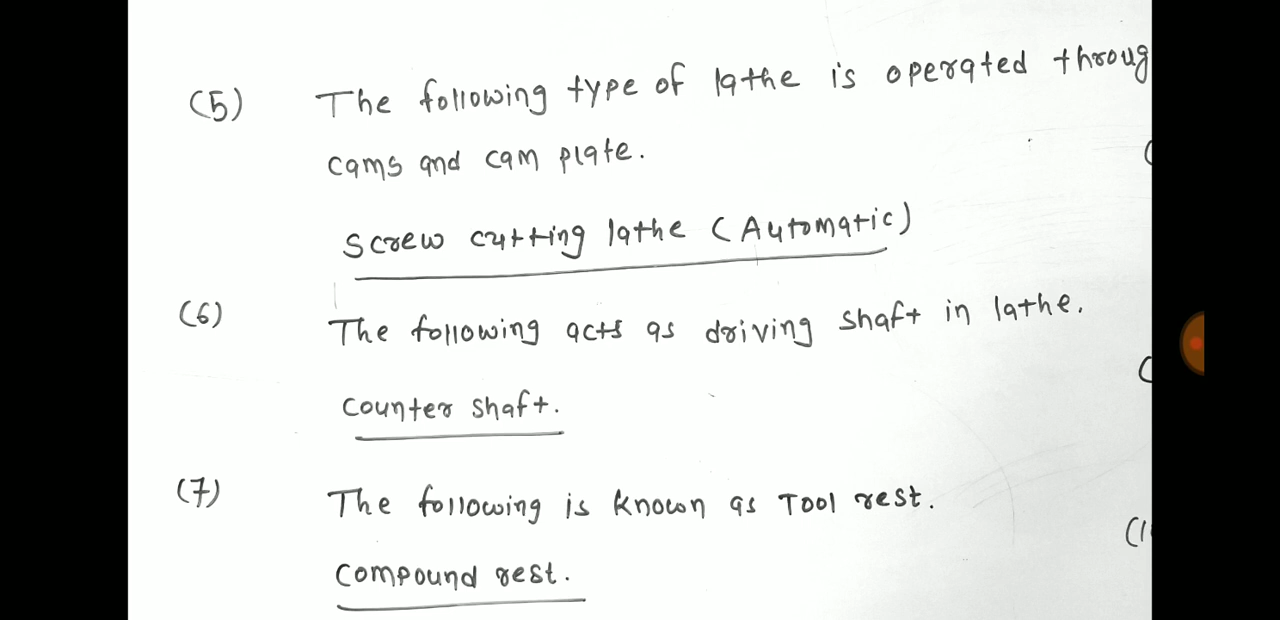 (5) The following type of lathe is operated throug
cams and cam plate.
Screw cutting lathe (Automatic)
(6) The following acts as driving shaft in lathe.
Counter shaft.
(7) The following is known as Tool rest.
Compound rest.